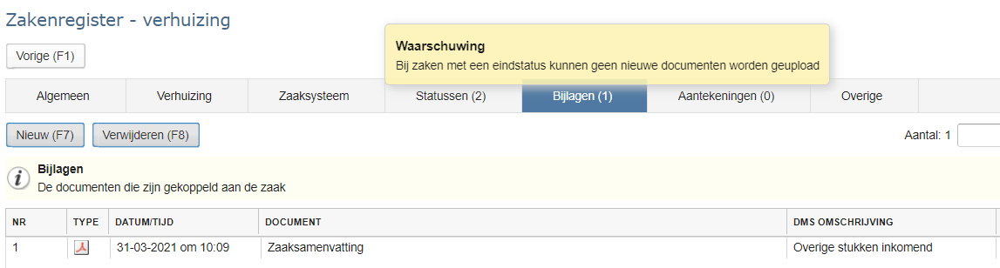 Zakenregister - verhuizing
Waarschuwing
Bij zaken met een eindstatus kunnen geen nieuwe documenten worden geupload
Vorige (F1)
Algemeen Verhuizing Zaaksysteem Statussen (2) Bijlagen (1) Aantekeningen (0) Overige
Nieuw (F7) Verwijderen (F8) Aantal: 1
Bijlagen
De documenten die zijn gekoppeld aan de zaak
NR TYPE DATUM/TIJD DOCUMENT DMS OMSCHRIJVING
1 31-03-2021 om 10:09 Zaaksamenvatting Overige stukken inkomend